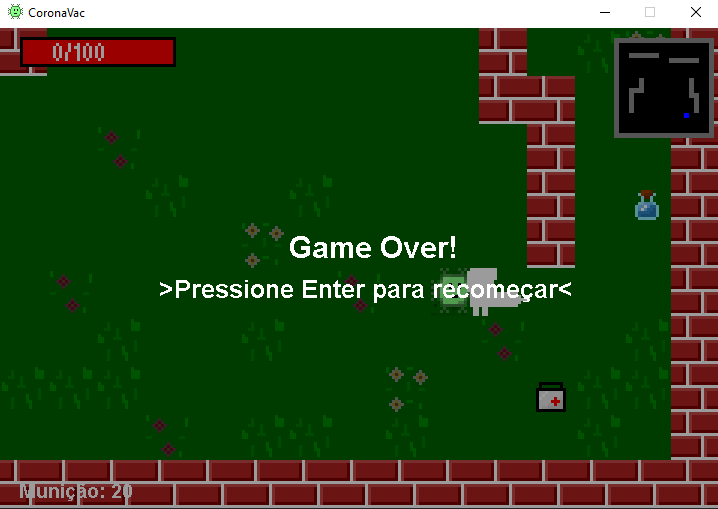 CoronaVac
0/100
Game Over!
>Pressione Enter para recomeçar<
Munição: 20